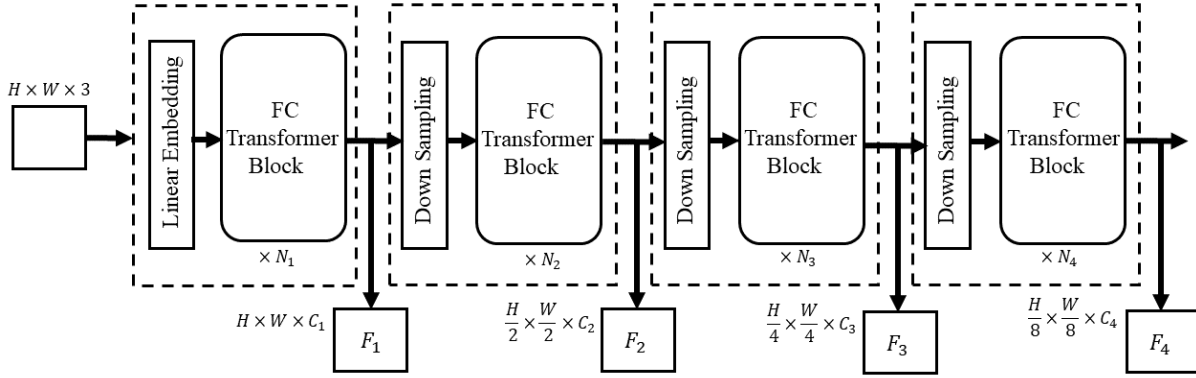 H × W × 3
Linear Embedding
FC
Transformer
Block
× N₁
Down Sampling
FC
Transformer
Block
× N₂
Down Sampling
FC
Transformer
Block
× N₃
Down Sampling
FC
Transformer
Block
× N₄
H × W × C₁
F₁
H/2 × W/2 × C₂
F₂
H/4 × W/4 × C₃
F₃
H/8 × W/8 × C₄
F₄